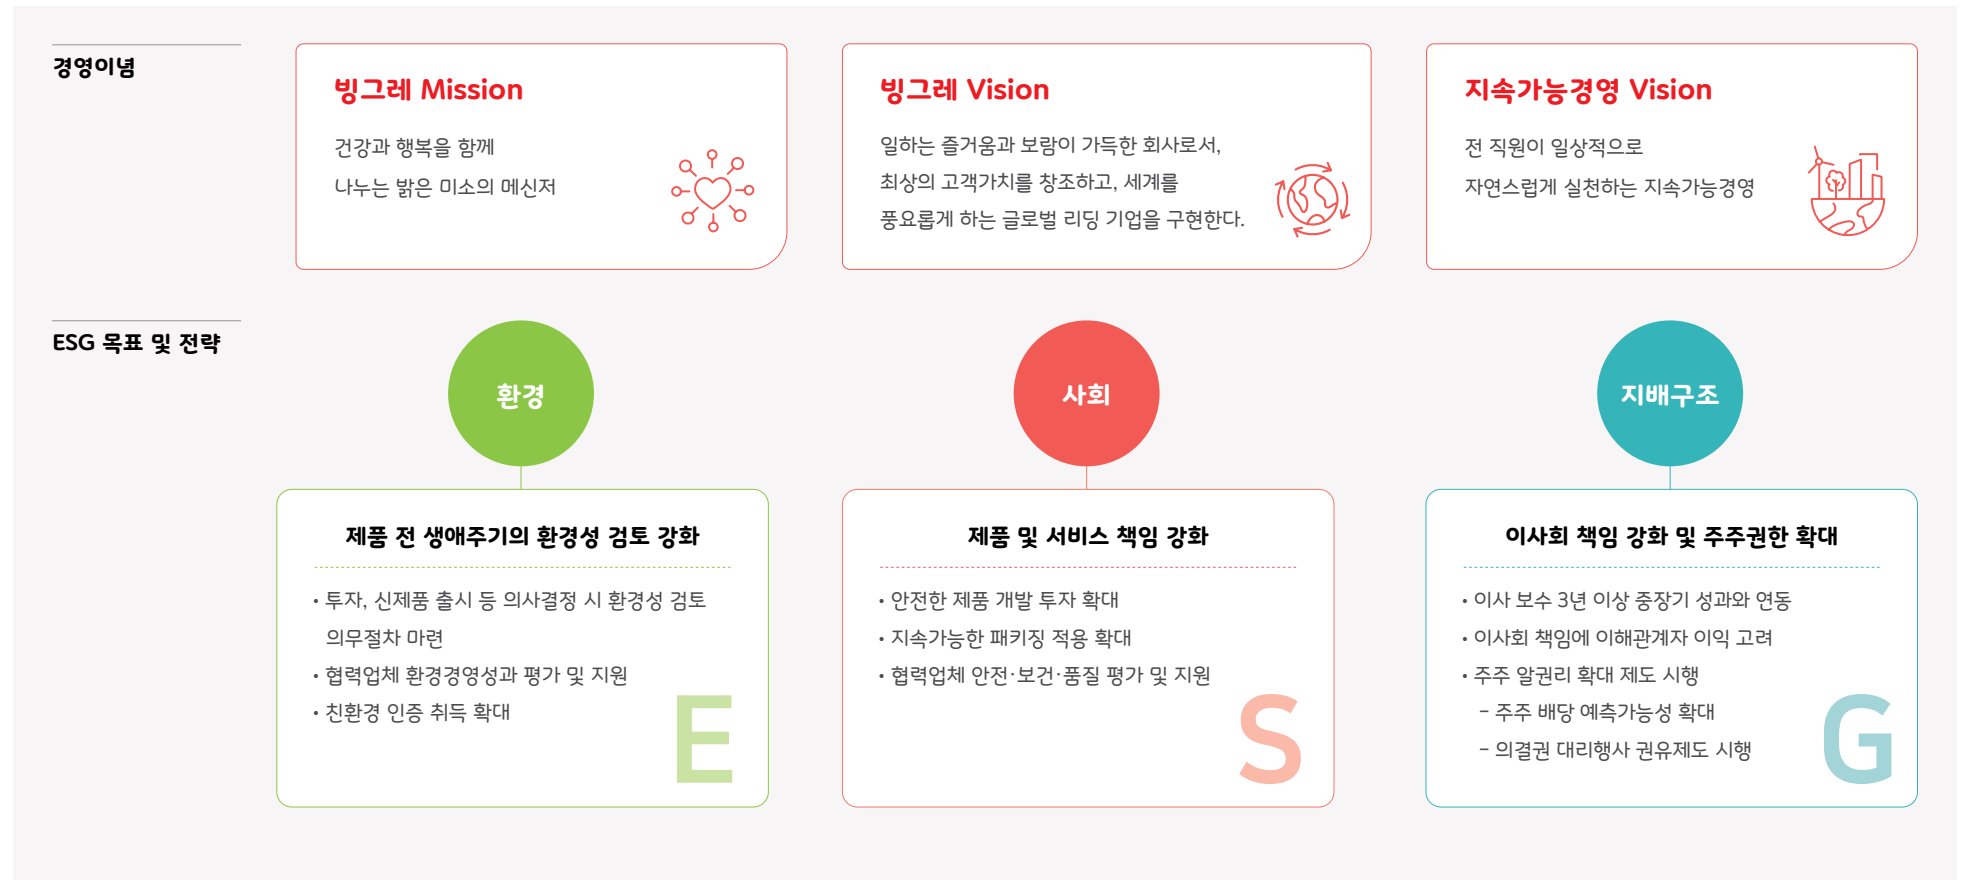 경영이념
빙그레 Mission
건강과 행복을 함께
나누는 밝은 미소의 메신저
빙그레 Vision
일하는 즐거움과 보람이 가득한 회사로서,
최상의 고객가치를 창조하고, 세계를
풍요롭게 하는 글로벌 리딩 기업을 구현한다.
지속가능경영 Vision
전 직원이 일상적으로
자연스럽게 실천하는 지속가능경영
ESG 목표 및 전략
환경
제품 전 생애주기의 환경성 검토 강화
• 투자, 신제품 출시 등 의사결정 시 환경성 검토
의무절차 마련
• 협력업체 환경경영성과 평가 및 지원
• 친환경 인증 취득 확대
E
사회
제품 및 서비스 책임 강화
• 안전한 제품 개발 투자 확대
• 지속가능한 패키징 적용 확대
• 협력업체 안전·보건·품질 평가 및 지원
S
지배구조
이사회 책임 강화 및 주주권한 확대
• 이사 보수 3년 이상 중장기 성과와 연동
• 이사회 책임에 이해관계자 이익 고려
• 주주 알권리 확대 제도 시행
– 주주 배당 예측가능성 확대
– 의결권 대리행사 권유제도 시행
G